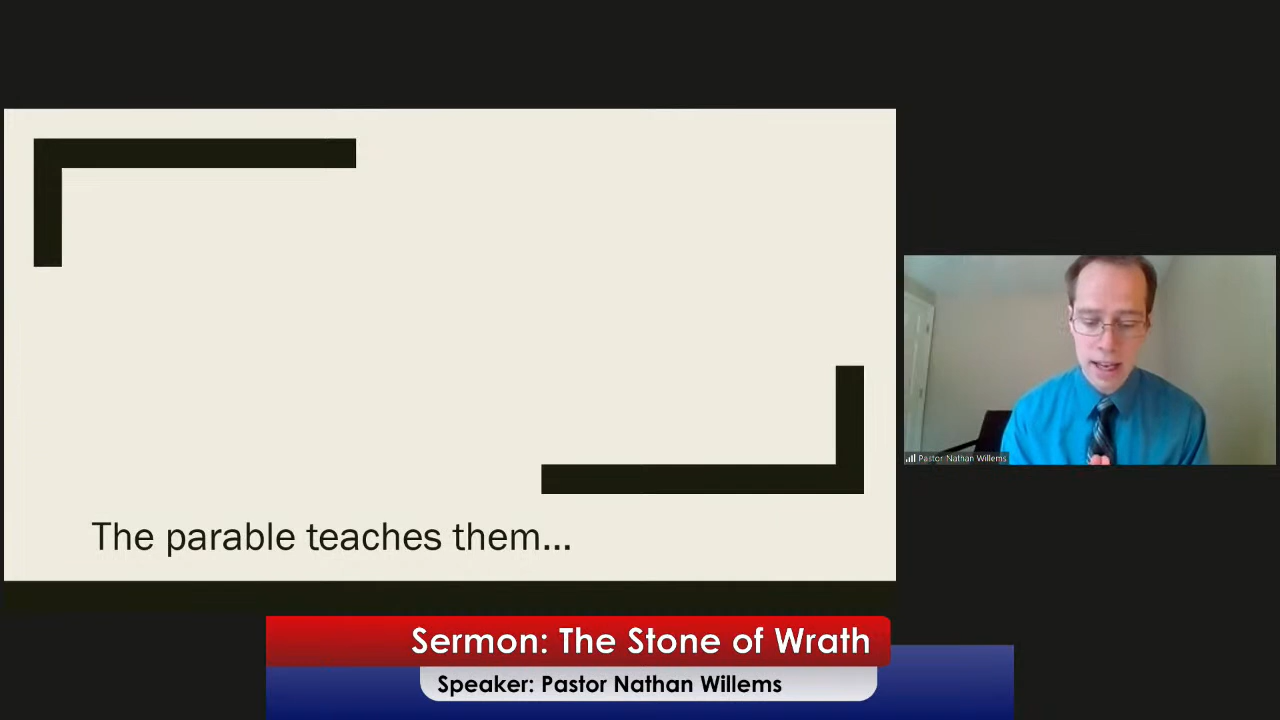 The parable teaches them...
Pastor Nathan Willems
Sermon: The Stone of Wrath
Speaker: Pastor Nathan Willems